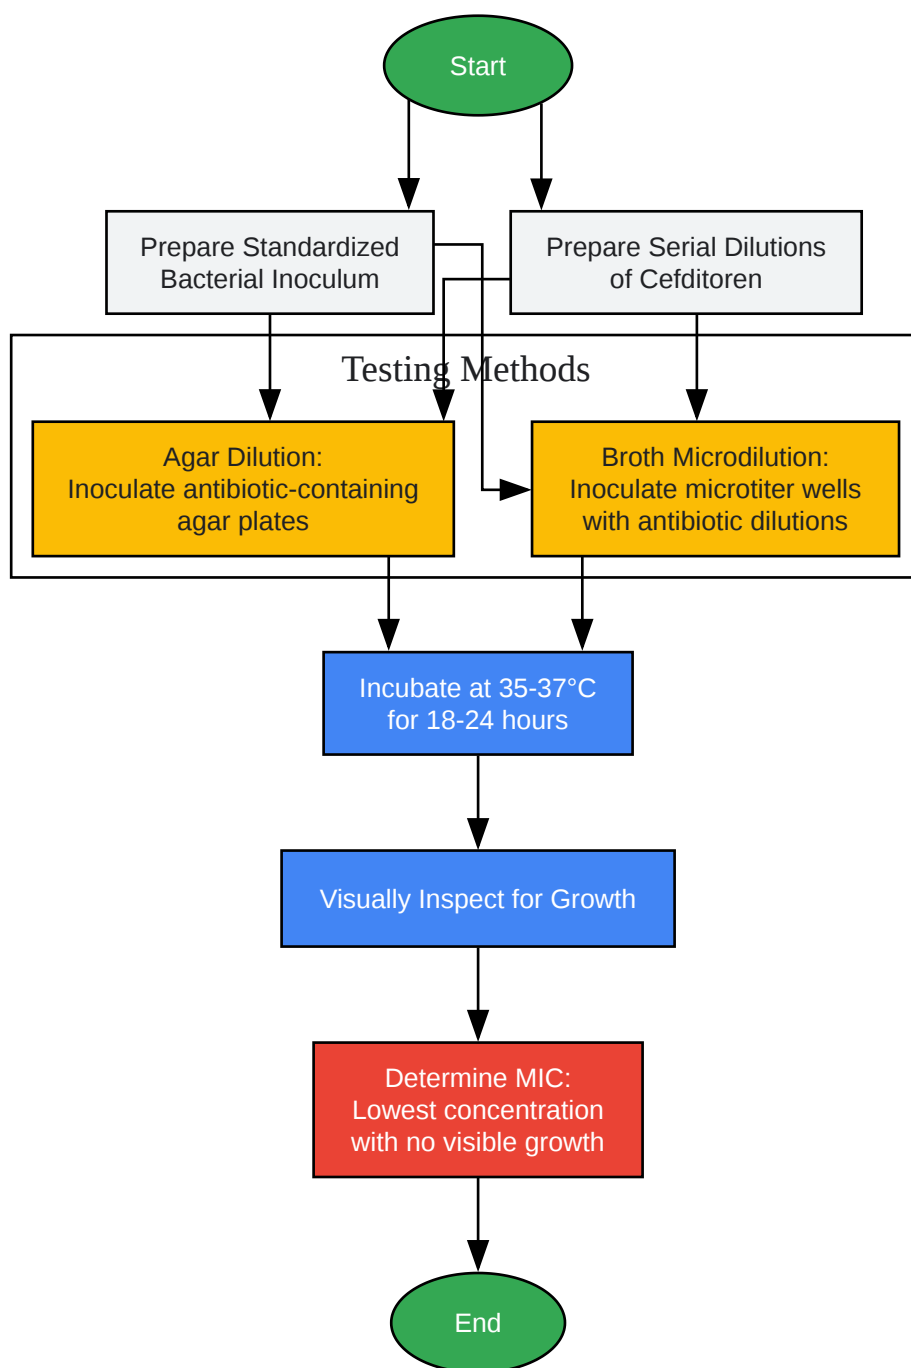 Start
Prepare Standardized
Bacterial Inoculum
Prepare Serial Dilutions
of Cefditoren
Testing Methods
Agar Dilution:
Inoculate antibiotic-containing
agar plates
Broth Microdilution:
Inoculate microtiter wells
with antibiotic dilutions
Incubate at 35-37°C
for 18-24 hours
Visually Inspect for Growth
Determine MIC:
Lowest concentration
with no visible growth
End